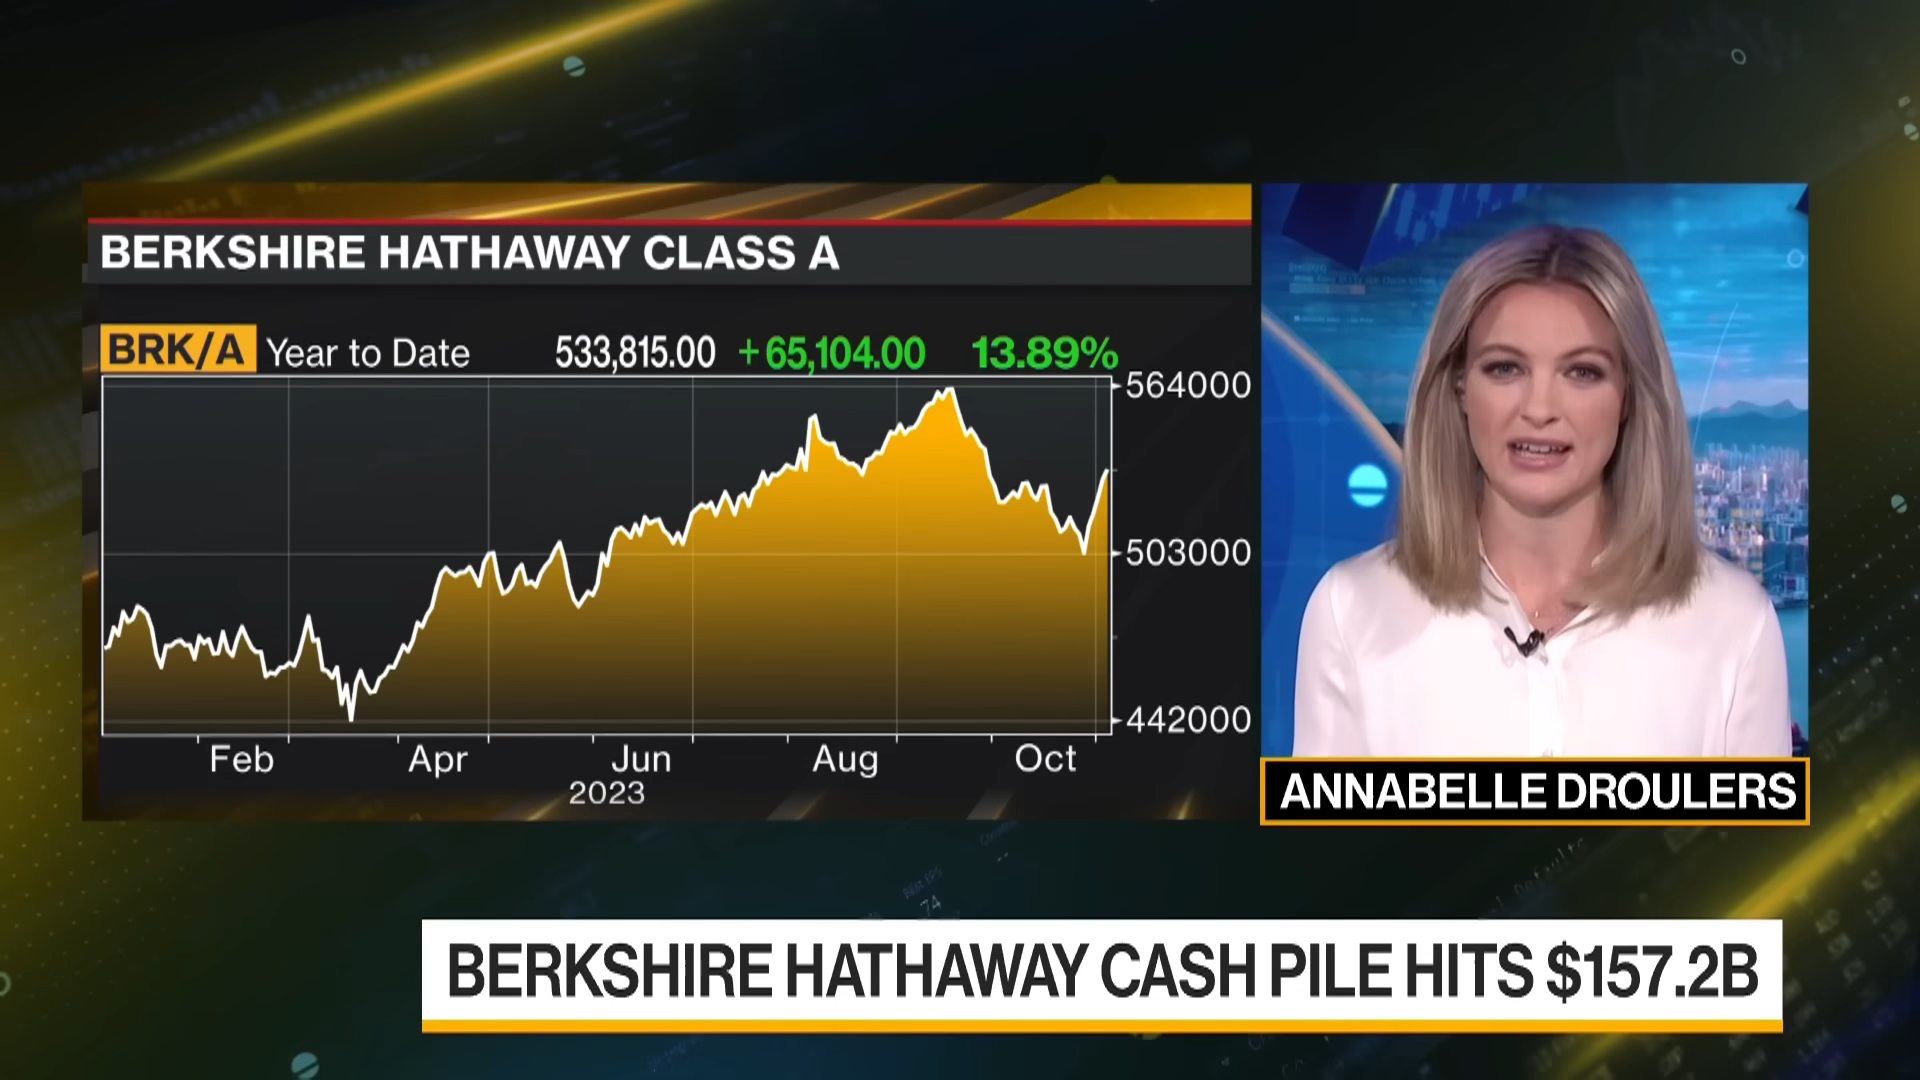 BERKSHIRE HATHAWAY CLASS A
BRK/A Year to Date 533,815.00 +65,104.00 13.89%
564000
503000
442000
Feb Apr Jun Aug Oct
2023
ANNABELLE DROULERS
BERKSHIRE HATHAWAY CASH PILE HITS $157.2B
74